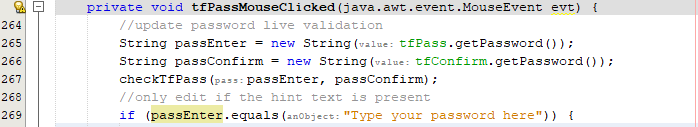 private void tfPassMouseClicked(java.awt.event.MouseEvent evt) {
264 //update password live validation
265 String passEnter = new String(value: tfPass.getPassword());
266 String passConfirm = new String(value: tfConfirm.getPassword());
267 checkTfPass(pass: passEnter, passConfirm);
268 //only edit if the hint text is present
269 if (passEnter.equals(anObject: "Type your password here")) {